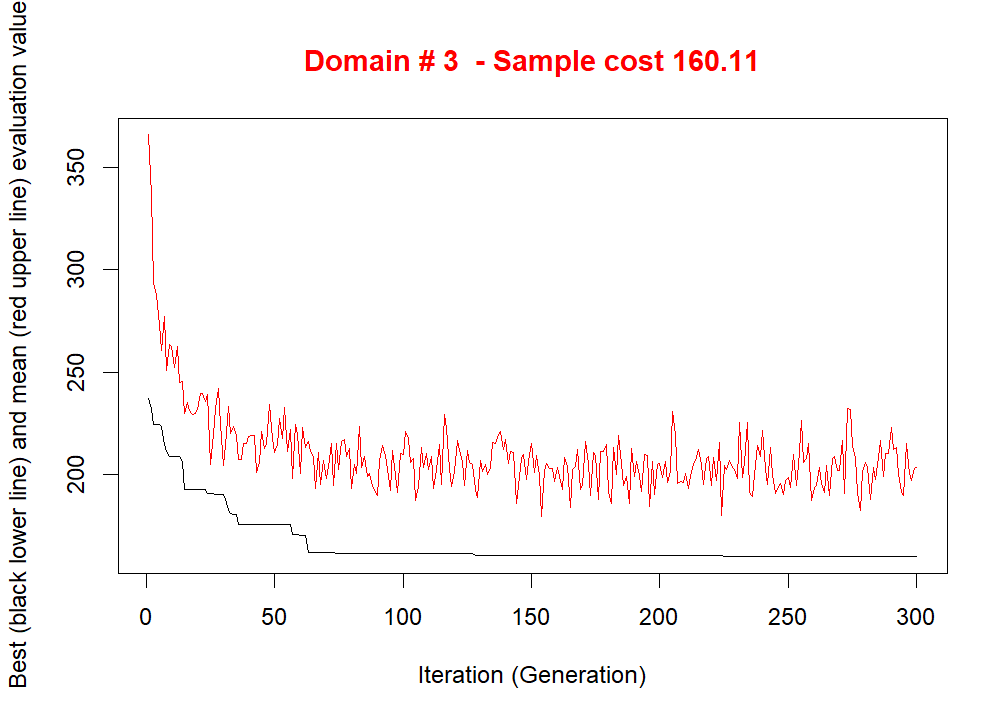 Domain # 3  - Sample cost 160.11
Best (black lower line) and mean (red upper line) evaluation value
350
300
250
200
0 50 100 150 200 250 300
Iteration (Generation)